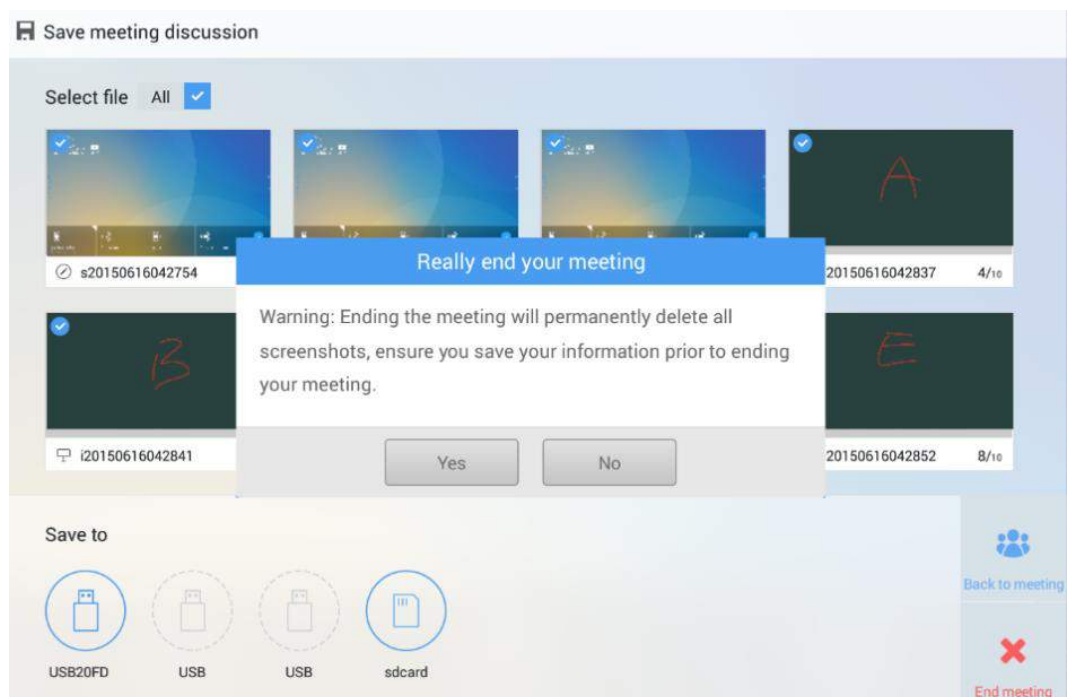 Save meeting discussion
Select file All
A
s20150616042754
20150616042837 4/10
Really end your meeting
Warning: Ending the meeting will permanently delete all
screenshots, ensure you save your information prior to ending
your meeting.
Yes No
B
E
i20150616042841
20150616042852 8/10
Save to
USB20FD USB USB sdcard
Back to meeting
End meeting